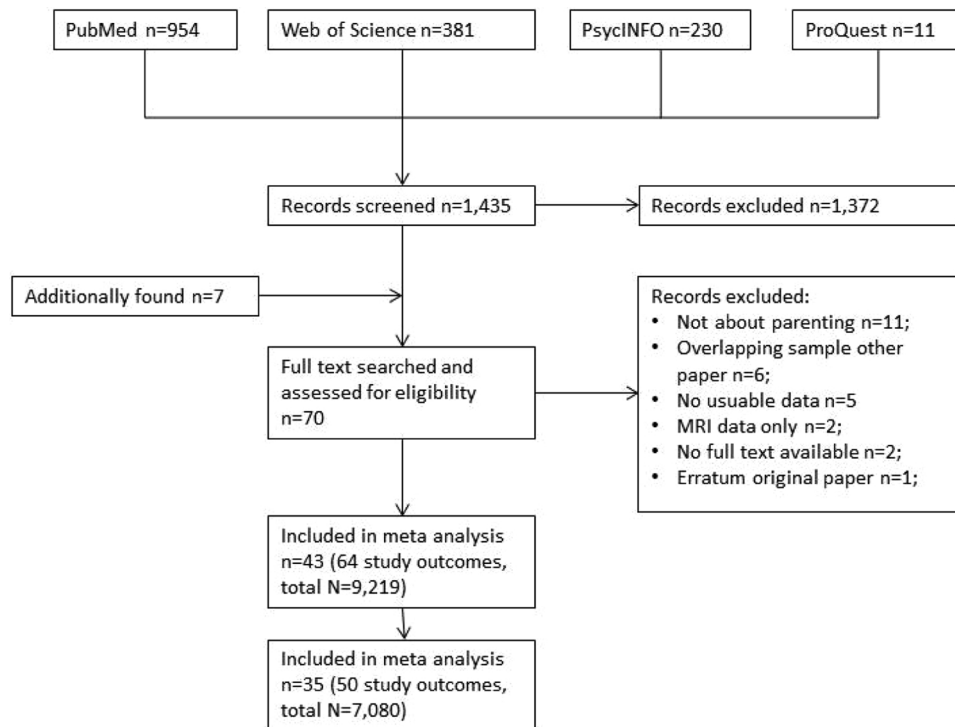 PubMed n=954
Web of Science n=381
PsycINFO n=230
ProQuest n=11
Records screened n=1,435
Records excluded n=1,372
Additionally found n=7
Full text searched and
assessed for eligibility
n=70
Records excluded:
• Not about parenting n=11;
• Overlapping sample other
paper n=6;
• No usuable data n=5
• MRI data only n=2;
• No full text available n=2;
• Erratum original paper n=1;
Included in meta analysis
n=43 (64 study outcomes,
total N=9,219)
Included in meta analysis
n=35 (50 study outcomes,
total N=7,080)